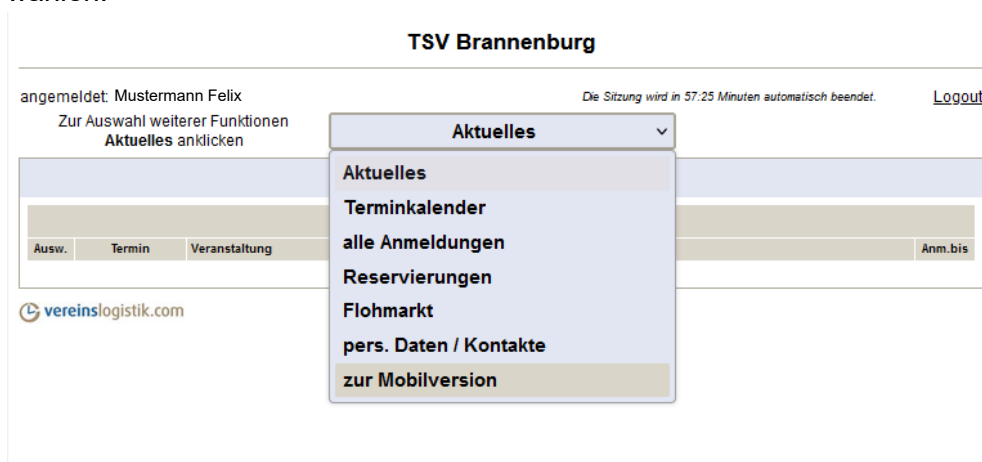 TSV Brannenburg
angemeldet: Mustermann Felix
Die Sitzung wird in 57:25 Minuten automatisch beendet.
Logout
Zur Auswahl weiterer Funktionen
Aktuelles anklicken
Aktuelles
Aktuelles
Terminkalender
alle Anmeldungen
Reservierungen
Flohmarkt
pers. Daten / Kontakte
zur Mobilversion
Ausw. Termin Veranstaltung Anm.bis
vereinslogistik.com